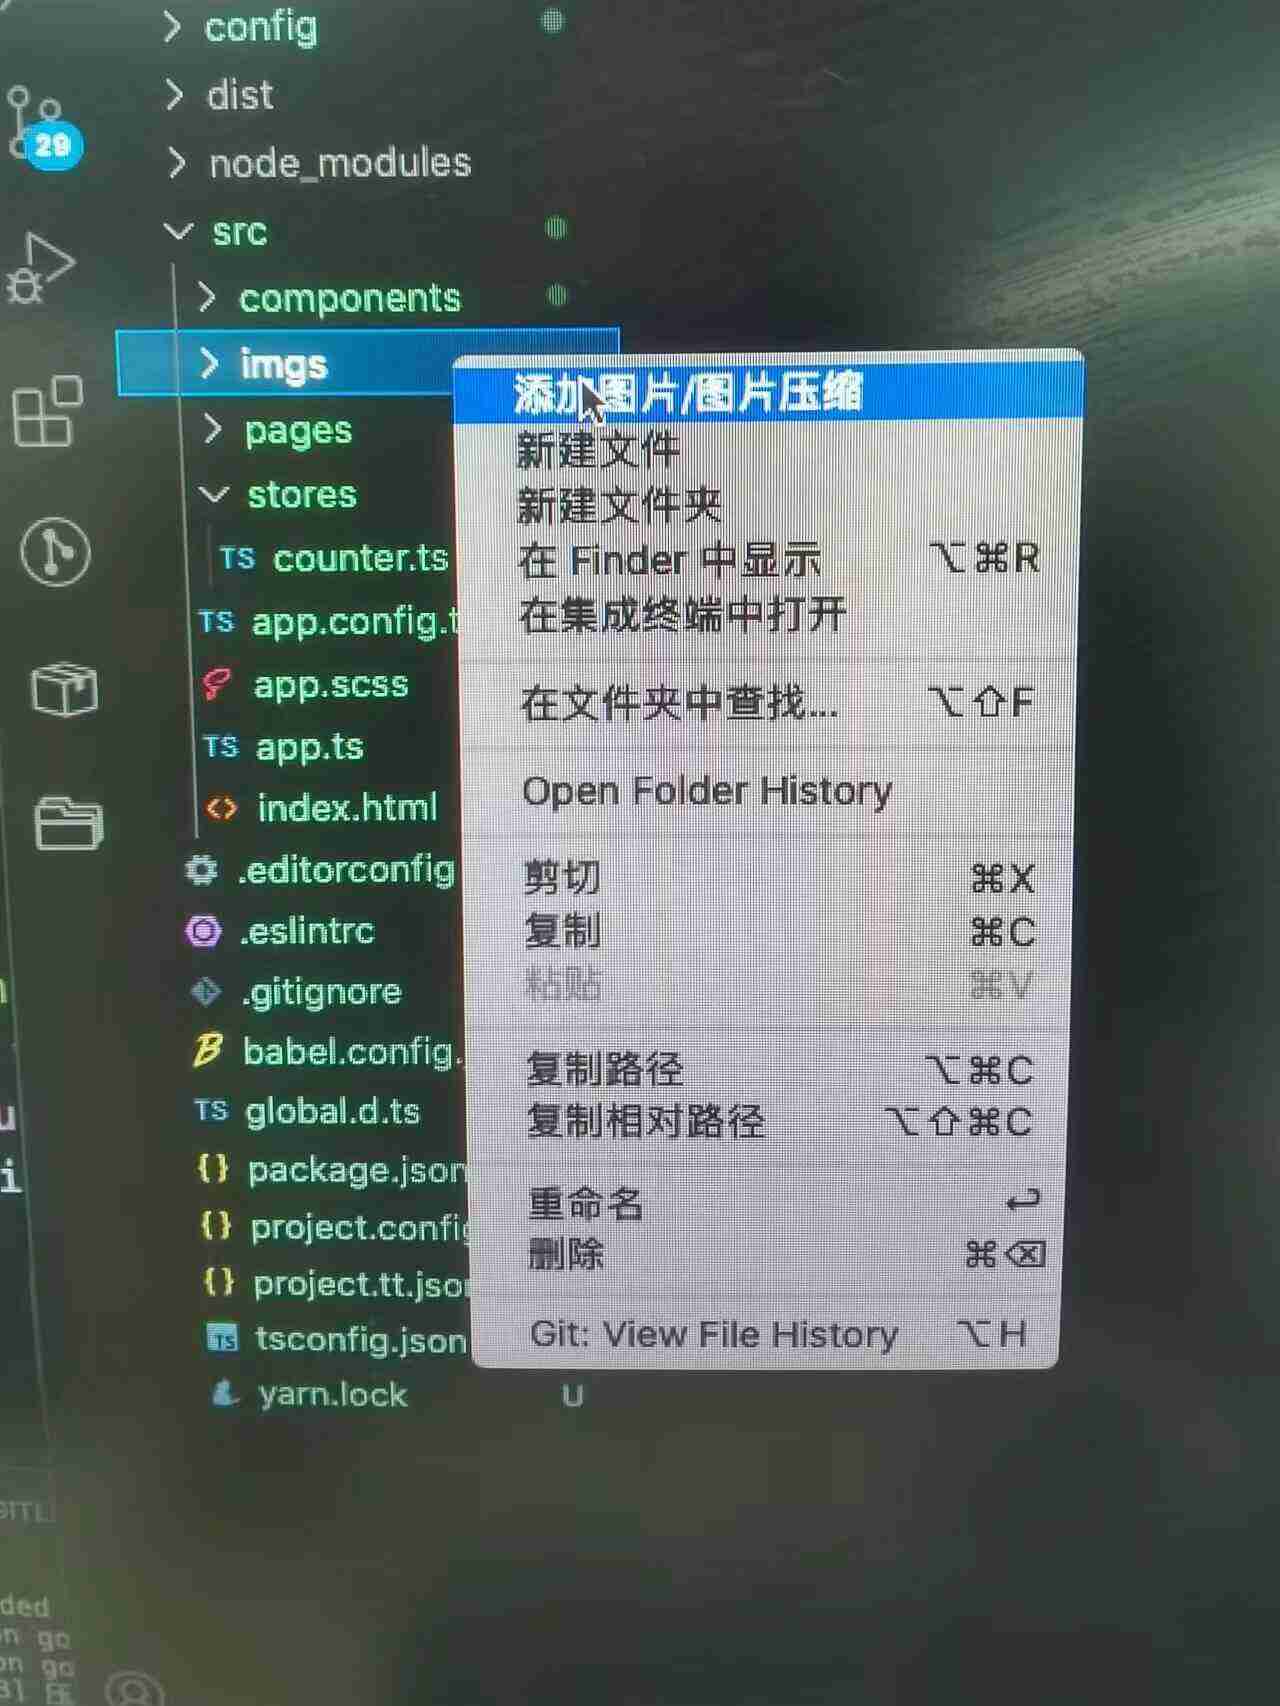 config
dist
29
node_modules
src
components
imgs
添加图片/图片压缩
pages
新建文件
stores
新建文件夹
TS counter.ts
在 Finder 中显示 ⌥⌘R
TS app.config.t
在集成终端中打开
app.scss
在文件夹中查找... ⌥⇧F
TS app.ts
Open Folder History
<> index.html
.editorconfig
剪切 ⌘X
.eslintrc
复制 ⌘C
.gitignore
粘贴 ⌘V
babel.config.
复制路径 ⌥⌘C
TS global.d.ts
复制相对路径 ⌥⇧⌘C
u
{} package.json
i
重命名 ↩
{} project.config
删除 ⌘⌫
{} project.tt.json
TS tsconfig.json
Git: View File History ⌥H
yarn.lock U
GITL
ded
on go
on go
31 压